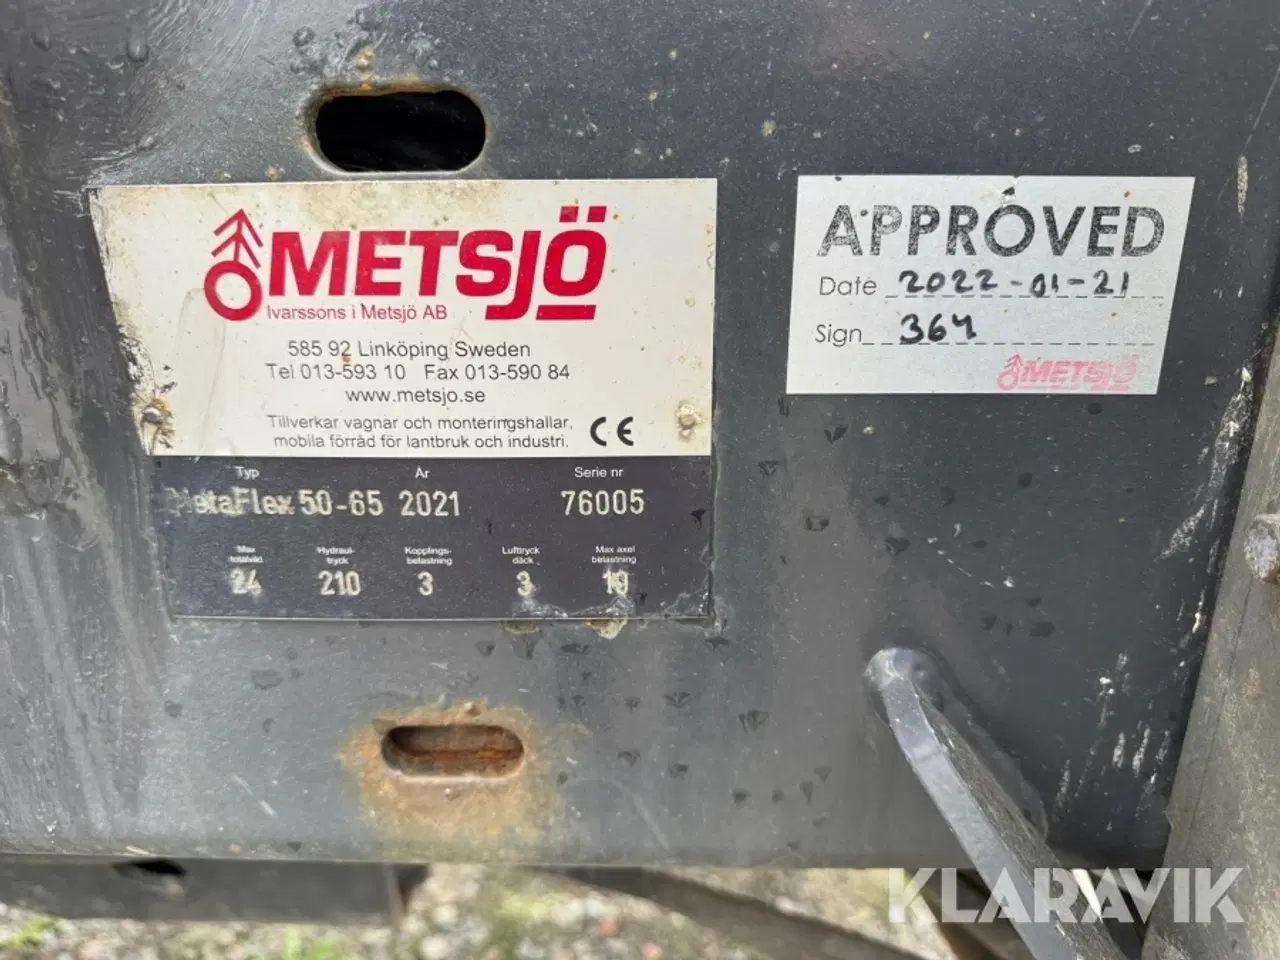 METSJÖ
Ivarssons i Metsjö AB
585 92 Linköping Sweden
Tel 013-593 10 Fax 013-590 84
www.metsjo.se
Tillverkar vagnar och monteringshallar,
mobila förråd för lantbruk och industri.
CE
Typ År Serie nr
MetaFlex 50-65 2021 76005
Max totalvikt Hydraul-tryck Kopplings-belastning Lufttryck däck Max axel belastning
24 210 3 3 10
APPROVED
Date 2022-01-21
Sign 364
METSJÖ
KLARAVIK